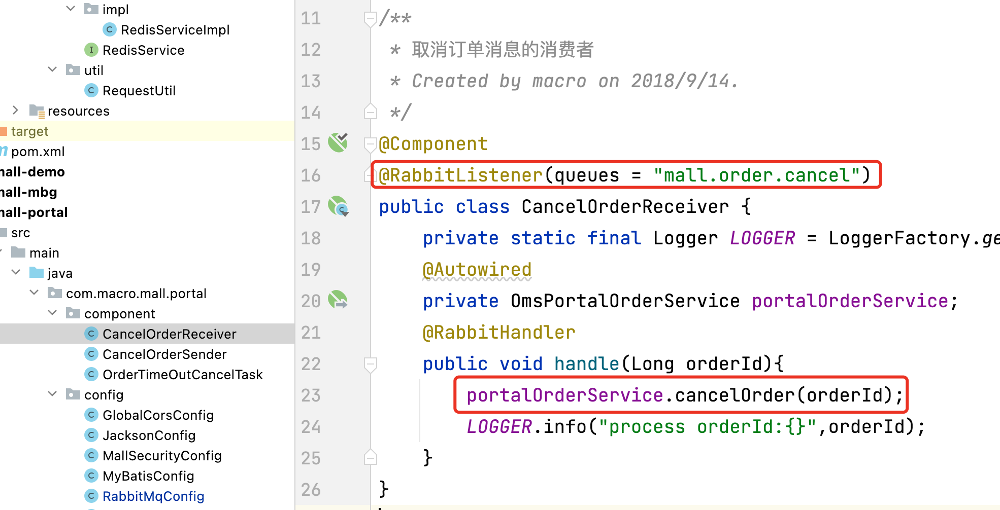 impl
RedisServiceImpl
RedisService
util
RequestUtil
resources
target
pom.xml
mall-demo
mall-mbg
mall-portal
src
main
java
com.macro.mall.portal
component
CancelOrderReceiver
CancelOrderSender
OrderTimeOutCancelTask
config
GlobalCorsConfig
JacksonConfig
MallSecurityConfig
MyBatisConfig
RabbitMqConfig
11 /**
12 * 取消订单消息的消费者
13 * Created by macro on 2018/9/14.
14 */
15 @Component
16 @RabbitListener(queues = "mall.order.cancel")
17 public class CancelOrderReceiver {
18 private static final Logger LOGGER = LoggerFactory.ge
19 @Autowired
20 private OmsPortalOrderService portalOrderService;
21 @RabbitHandler
22 public void handle(Long orderId){
23 portalOrderService.cancelOrder(orderId);
24 LOGGER.info("process orderId:{}",orderId);
25 }
26 }